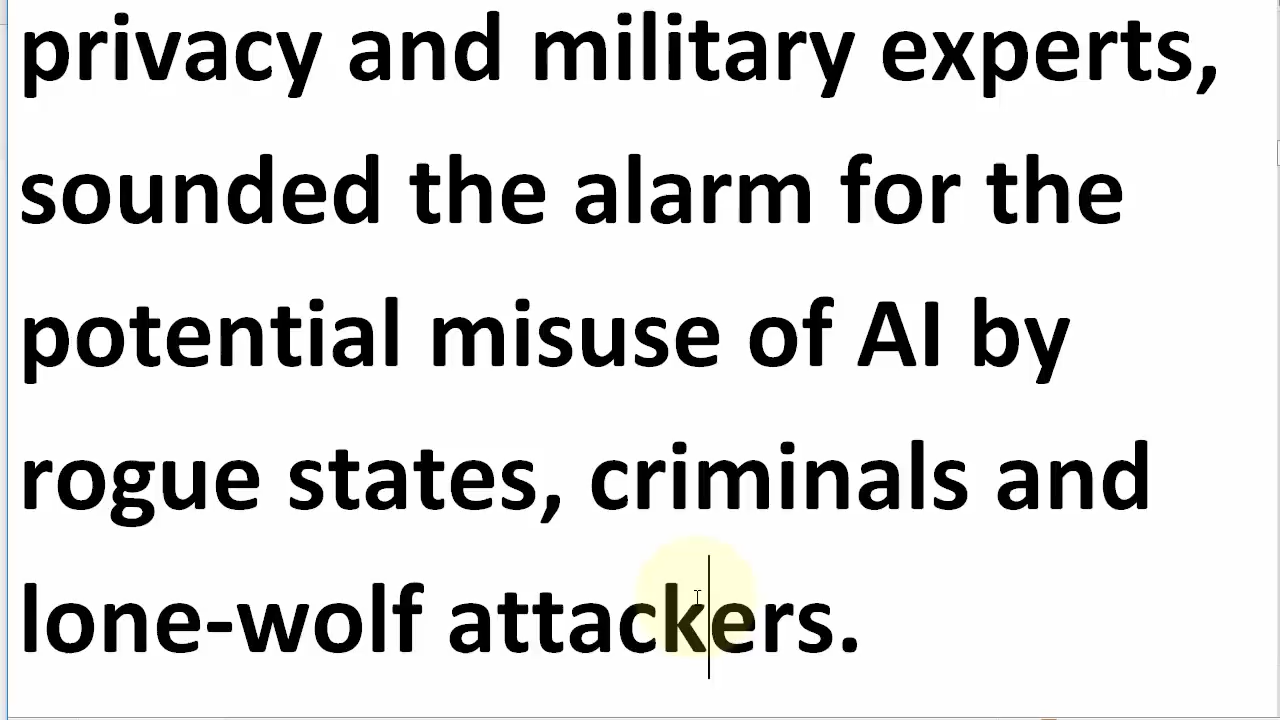 privacy and military experts,
sounded the alarm for the
potential misuse of AI by
rogue states, criminals and
lone-wolf attackers.